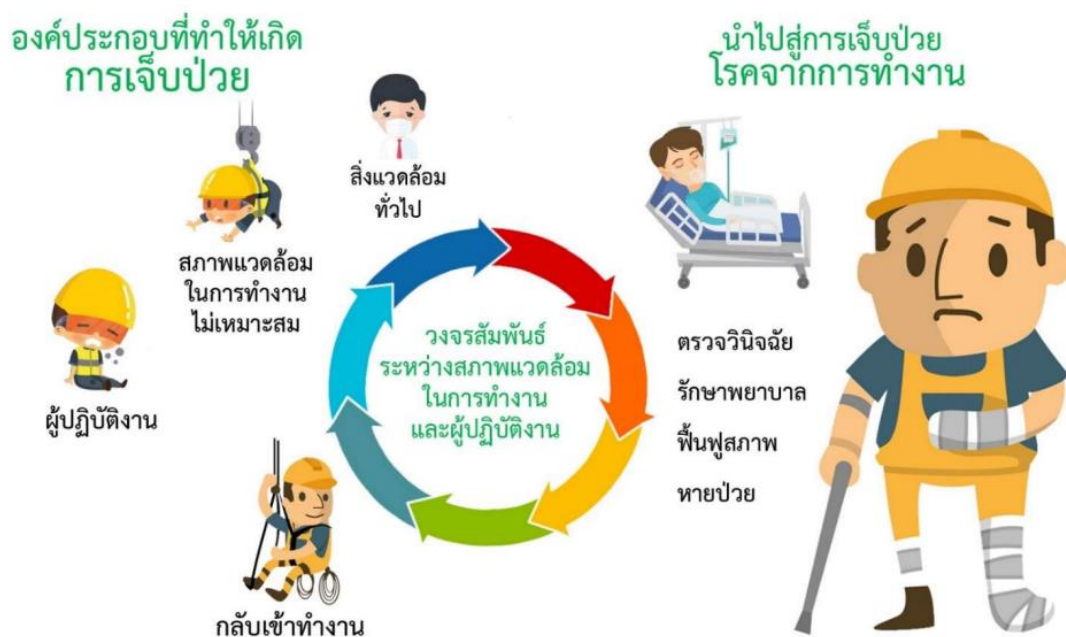 องค์ประกอบที่ทำให้เกิด
การเจ็บป่วย
สิ่งแวดล้อม
ทั่วไป
สภาพแวดล้อม
ในการทำงาน
ไม่เหมาะสม
ผู้ปฏิบัติงาน
กลับเข้าทำงาน
วงจรสัมพันธ์
ระหว่างสภาพแวดล้อม
ในการทำงาน
และผู้ปฏิบัติงาน
นำไปสู่การเจ็บป่วย
โรคจากการทำงาน
ตรวจวินิจฉัย
รักษาพยาบาล
ฟื้นฟูสภาพ
หายป่วย